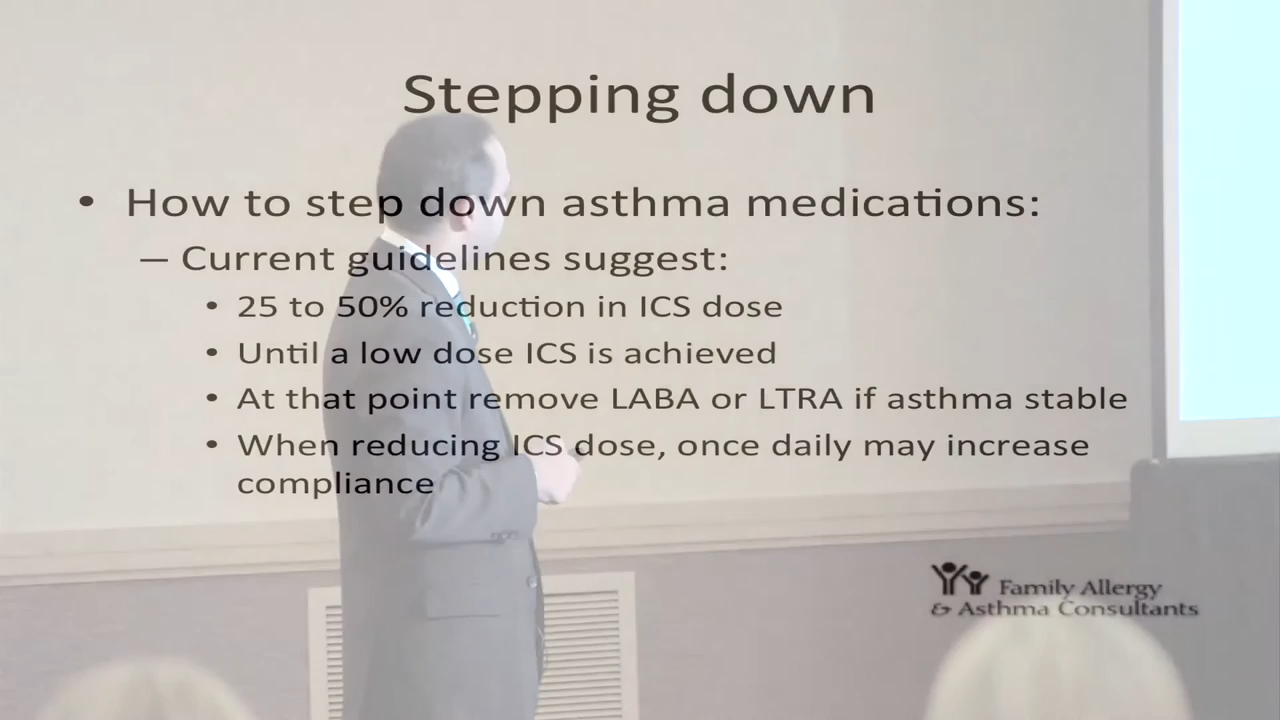 Stepping down
• How to step down asthma medications:
– Current guidelines suggest:
• 25 to 50% reduction in ICS dose
• Until a low dose ICS is achieved
• At that point remove LABA or LTRA if asthma stable
• When reducing ICS dose, once daily may increase
compliance
Family Allergy
& Asthma Consultants